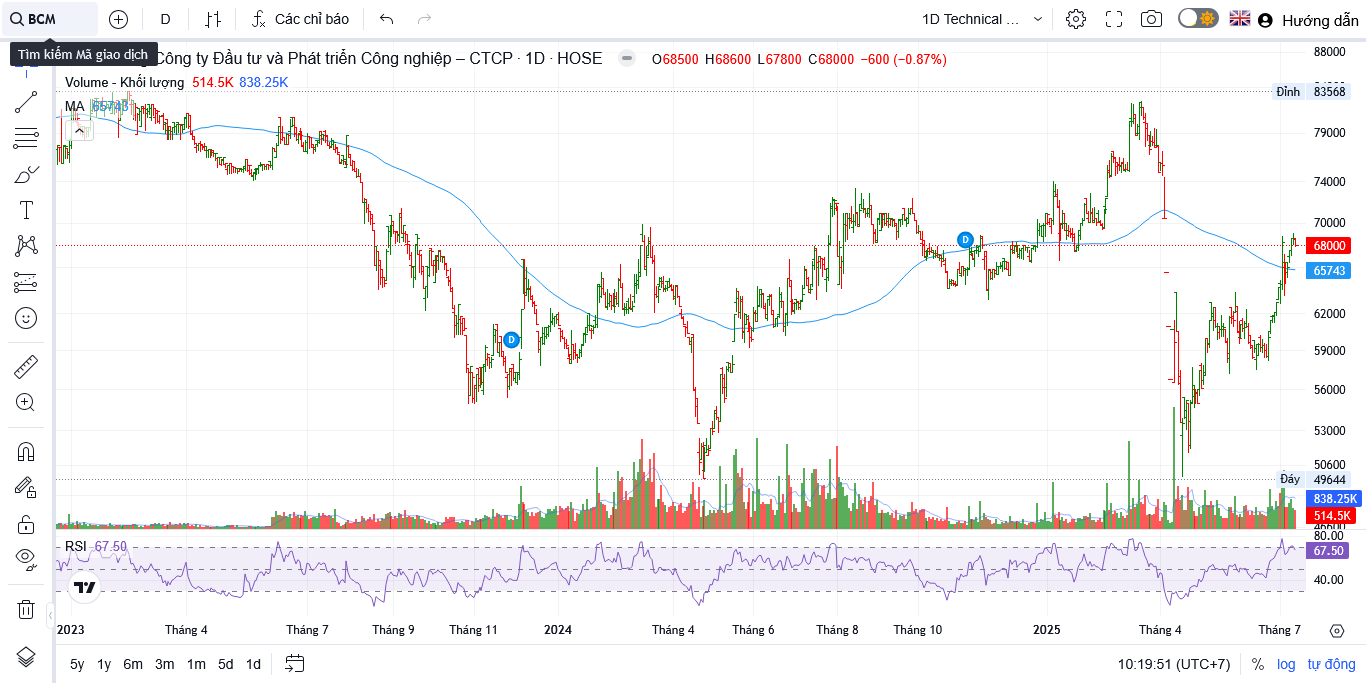 BCM
D
Các chỉ báo
1D Technical ...
Hướng dẫn
Tìm kiếm Mã giao dịch
Công ty Đầu tư và Phát triển Công nghiệp – CTCP · 1D · HOSE
O68500 H68600 L67800 C68000 −600 (−0.87%)
Volume - Khối lượng 514.5K 838.25K
MA 65743
88000
Đỉnh 83568
79000
74000
70000
68000
65743
62000
59000
56000
53000
50600
Đáy 49644
838.25K
514.5K
D
D
RSI 67.50
80.00
67.50
40.00
2023 Tháng 4 Tháng 7 Tháng 9 Tháng 11 2024 Tháng 4 Tháng 6 Tháng 8 Tháng 10 2025 Tháng 4 Tháng 7
5y 1y 6m 3m 1m 5d 1d
10:19:51 (UTC+7) % log tự động